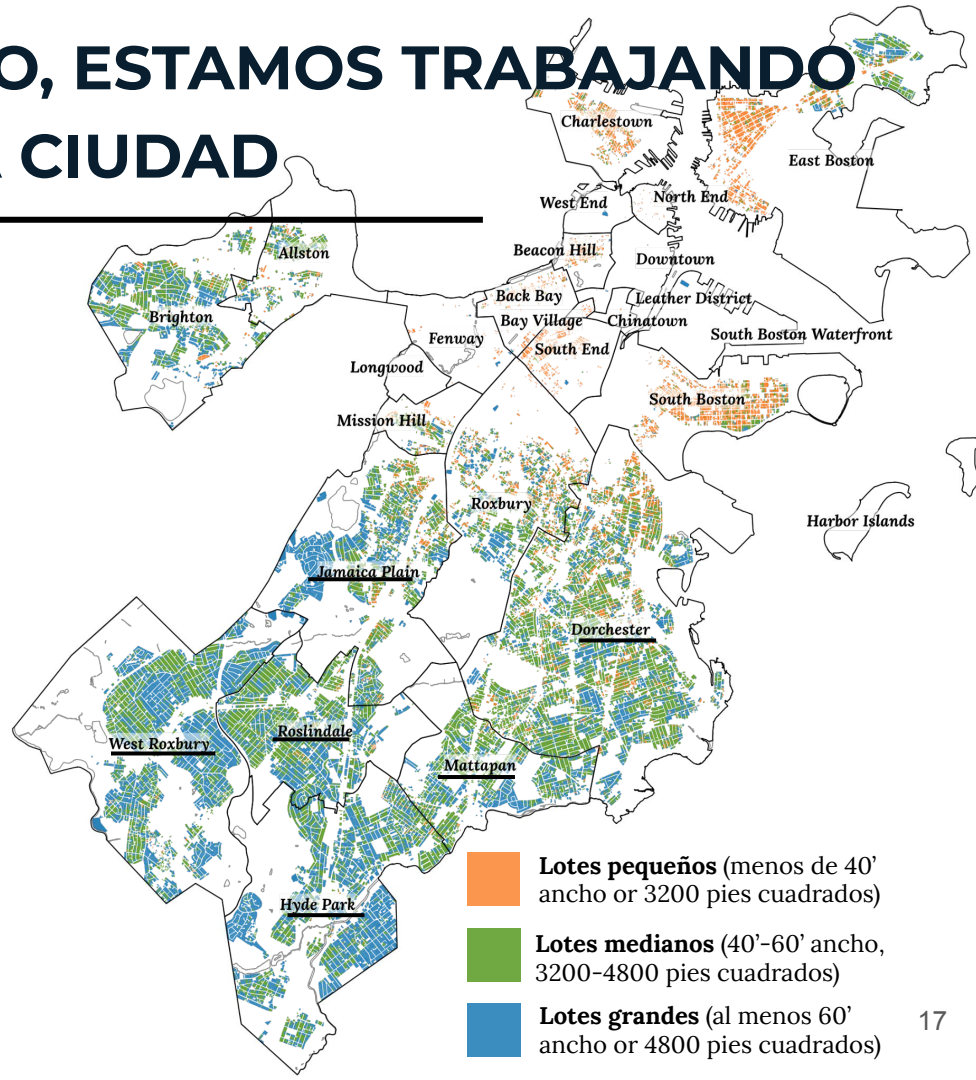 O, ESTAMOS TRABAJANDO
A CIUDAD
Charlestown
East Boston
West End
North End
Beacon Hill
Allston
Downtown
Back Bay
Leather District
Brighton
Bay Village
Chinatown
Fenway
South Boston Waterfront
South End
Longwood
South Boston
Mission Hill
Roxbury
Harbor Islands
Jamaica Plain
Dorchester
West Roxbury
Roslindale
Mattapan
Hyde Park
Lotes pequeños (menos de 40'
ancho or 3200 pies cuadrados)
Lotes medianos (40'-60' ancho,
3200-4800 pies cuadrados)
Lotes grandes (al menos 60'
ancho or 4800 pies cuadrados)
17